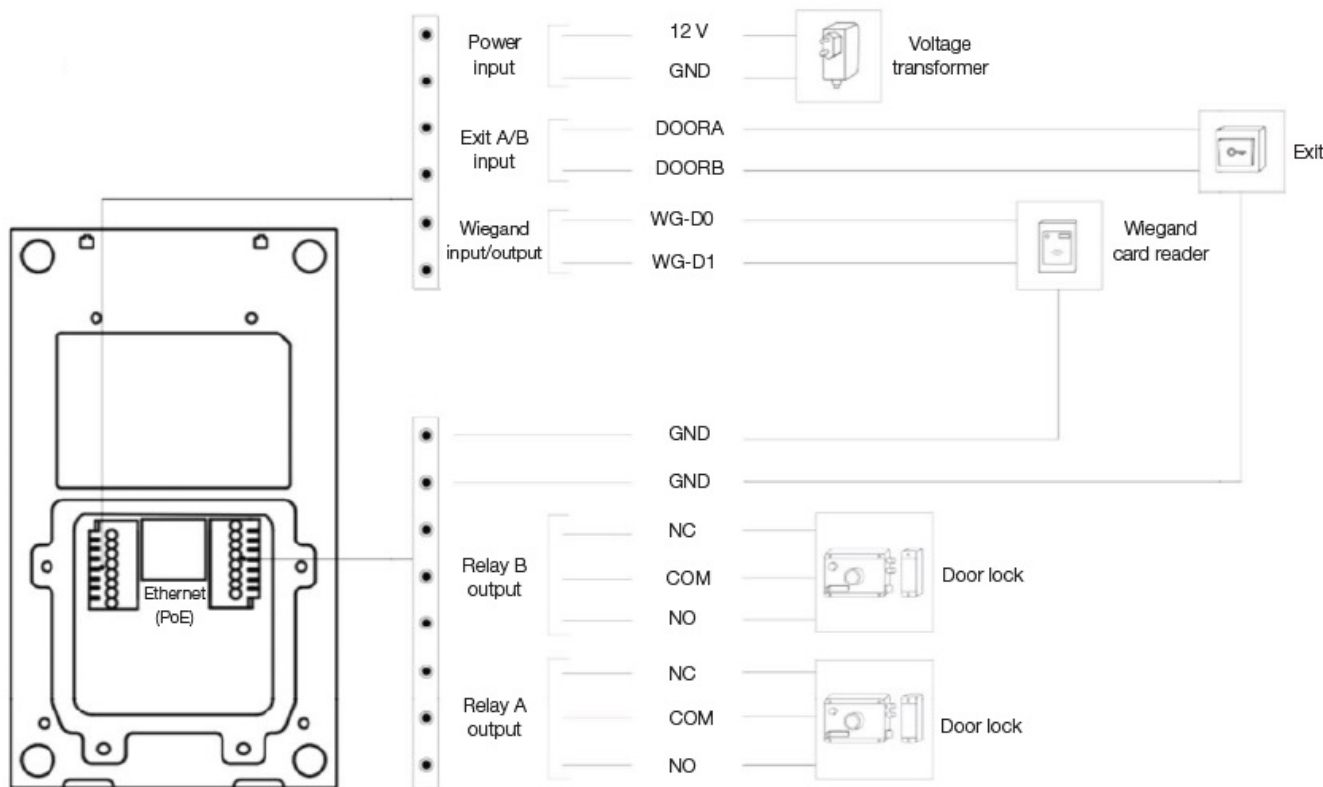 Power
input
12 V
GND
Voltage
transformer
Exit A/B
input
DOORA
DOORB
Exit
Wiegand
input/output
WG-D0
WG-D1
Wiegand
card reader
Ethernet
(PoE)
GND
GND
Relay B
output
NC
COM
NO
Door lock
Relay A
output
NC
COM
NO
Door lock